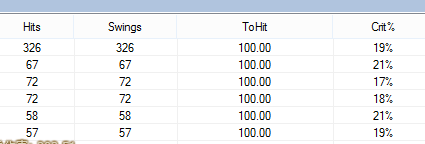 Hits Swings ToHit Crit%
326 326 100.00 19%
67 67 100.00 21%
72 72 100.00 17%
72 72 100.00 18%
58 58 100.00 21%
57 57 100.00 19%